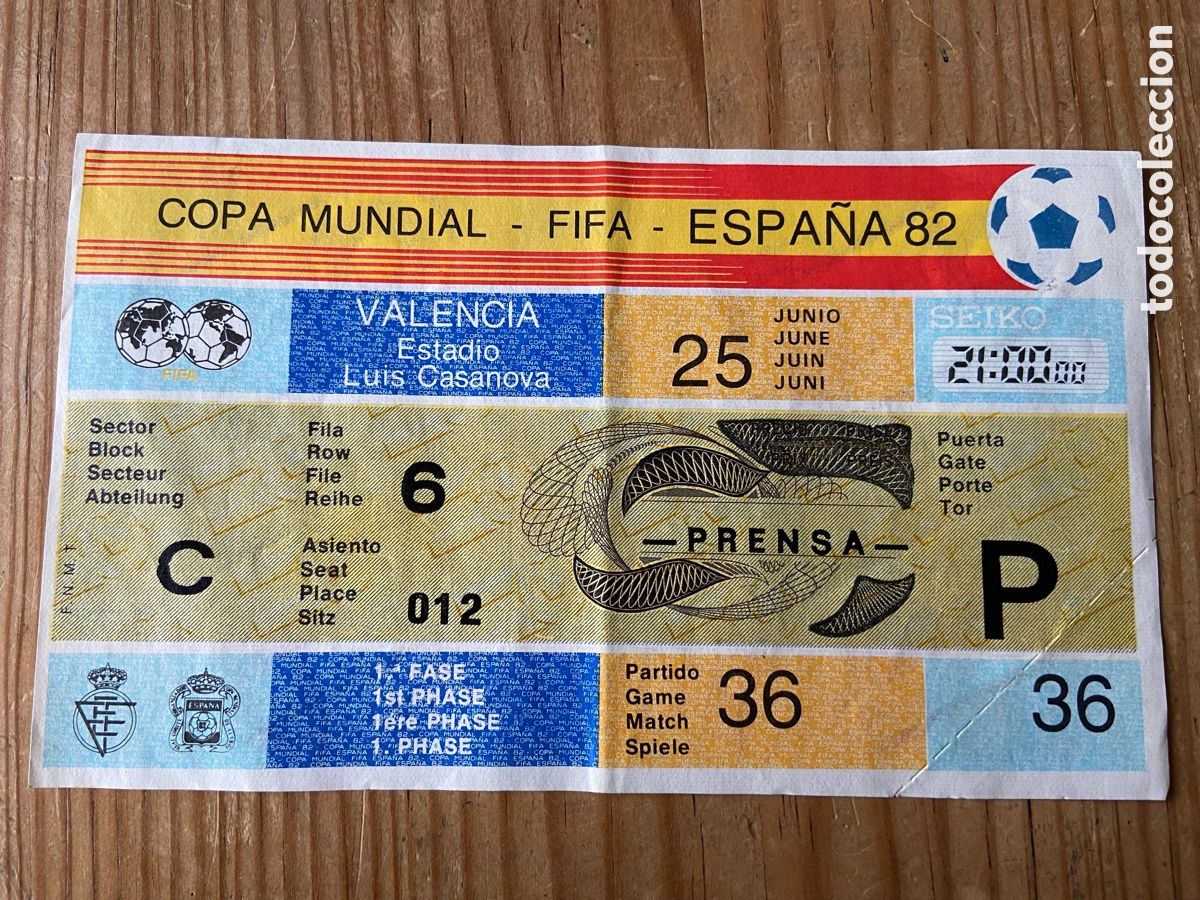 todocoleccion
COPA MUNDIAL - FIFA - ESPAÑA 82
FIFA
VALENCIA
Estadio
Luis Casanova
25
JUNIO
JUNE
JUIN
JUNI
SEIKO
21:00 00
Sector
Block
Secteur
Abteilung
C
F.N.M.T.
Fila
Row
File
Reihe
6
Asiento
Seat
Place
Sitz
012
—PRENSA—
Puerta
Gate
Porte
Tor
P
ESPAÑA
1.ª FASE
1st PHASE
1ère PHASE
1. PHASE
Partido
Game
Match
Spiele
36
36